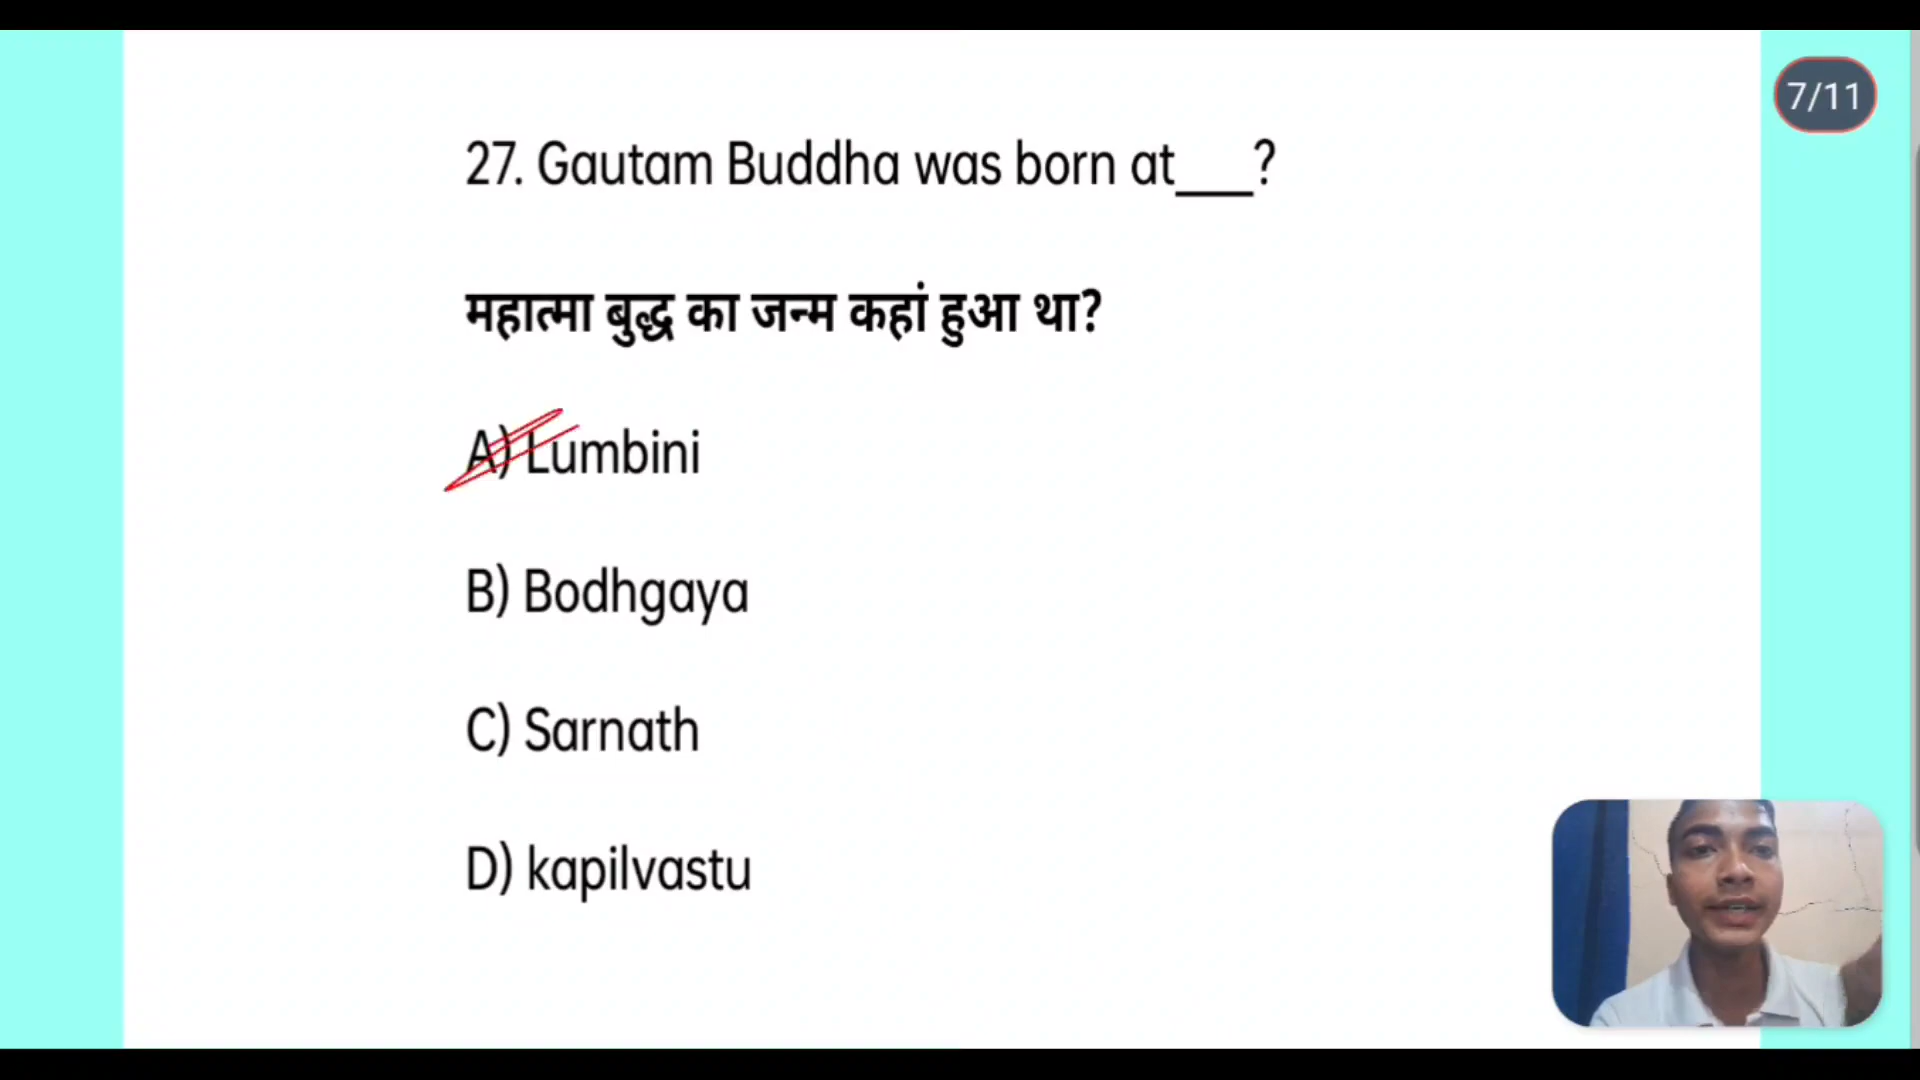 7/11
27. Gautam Buddha was born at___?
महात्मा बुद्ध का जन्म कहां हुआ था?
A) Lumbini
B) Bodhgaya
C) Sarnath
D) kapilvastu